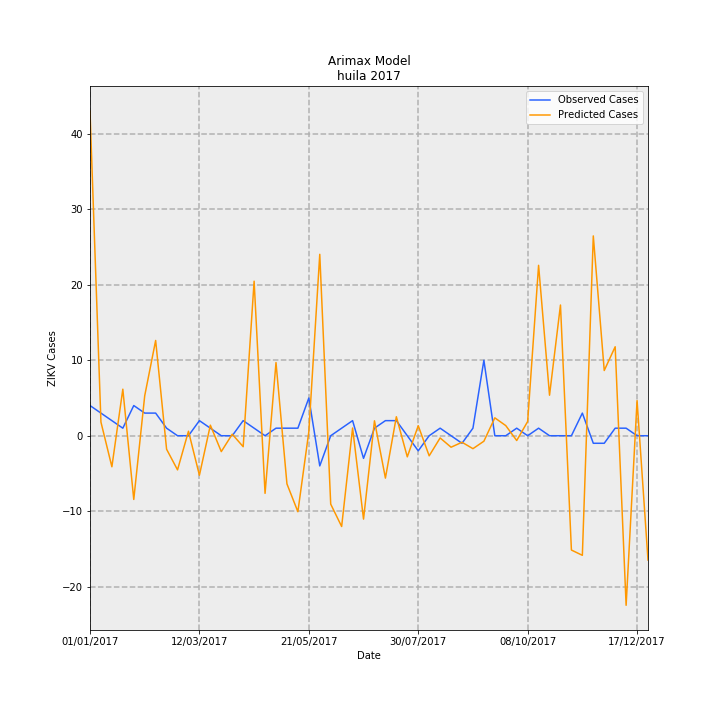 Arimax Model
huila 2017
Observed Cases
Predicted Cases
ZIKV Cases
40
30
20
10
0
−10
−20
01/01/2017 12/03/2017 21/05/2017 30/07/2017 08/10/2017 17/12/2017
Date